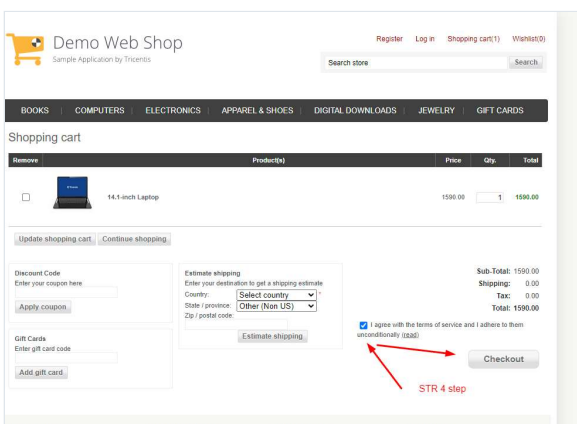 Demo Web Shop
Sample Application by Tricentis
Register Log in Shopping cart(1) Wishlist(0)
Search store Search
BOOKS | COMPUTERS | ELECTRONICS | APPAREL & SHOES | DIGITAL DOWNLOADS | JEWELRY | GIFT CARDS
Shopping cart
Remove Product(s) Price Qty. Total
14.1-inch Laptop 1590.00 1 1590.00
Update shopping cart Continue shopping
Discount Code
Enter your coupon here
Apply coupon
Gift Cards
Enter gift card code
Add gift card
Estimate shipping
Enter your destination to get a shipping estimate
Country: Select country *
State / province: Other (Non US)
Zip / postal code:
Estimate shipping
Sub-Total: 1590.00
Shipping: 0.00
Tax: 0.00
Total: 1590.00
I agree with the terms of service and I adhere to them
unconditionally (read)
Checkout
STR 4 step